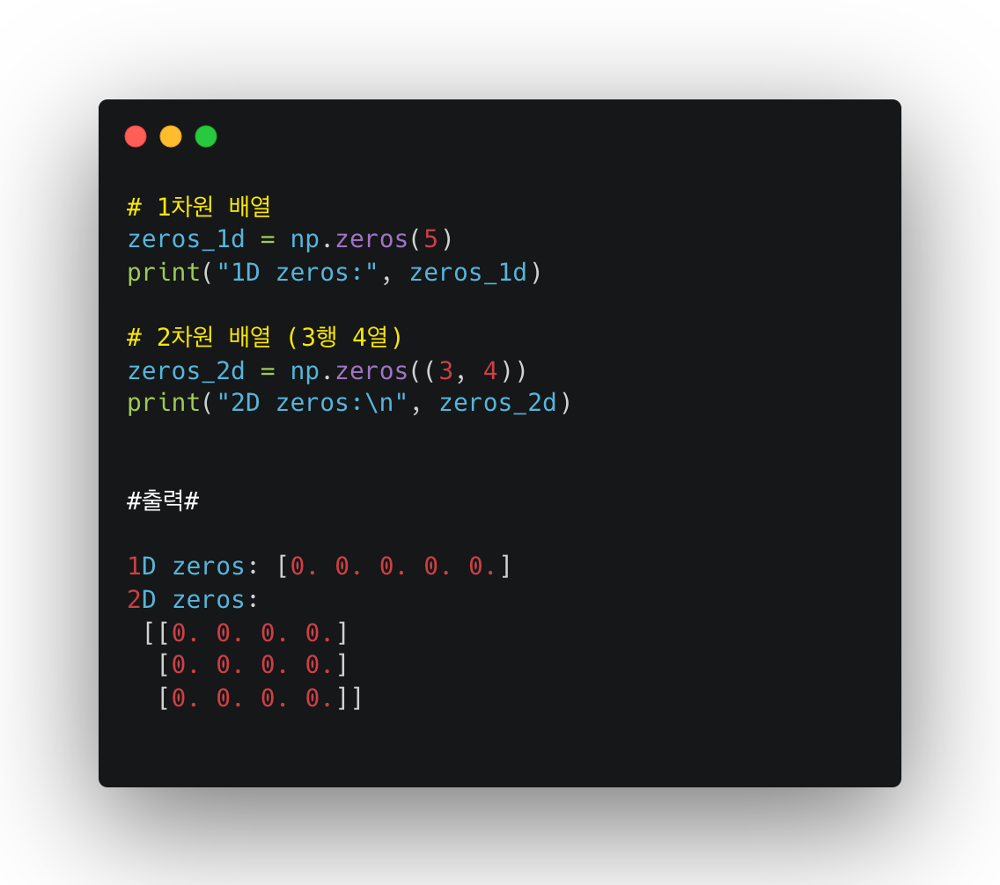 # 1차원 배열
zeros_1d = np.zeros(5)
print("1D zeros:", zeros_1d)
# 2차원 배열 (3행 4열)
zeros_2d = np.zeros((3, 4))
print("2D zeros:\n", zeros_2d)
#출력#
1D zeros: [0. 0. 0. 0. 0.]
2D zeros:
 [[0. 0. 0. 0.]
  [0. 0. 0. 0.]
  [0. 0. 0. 0.]]